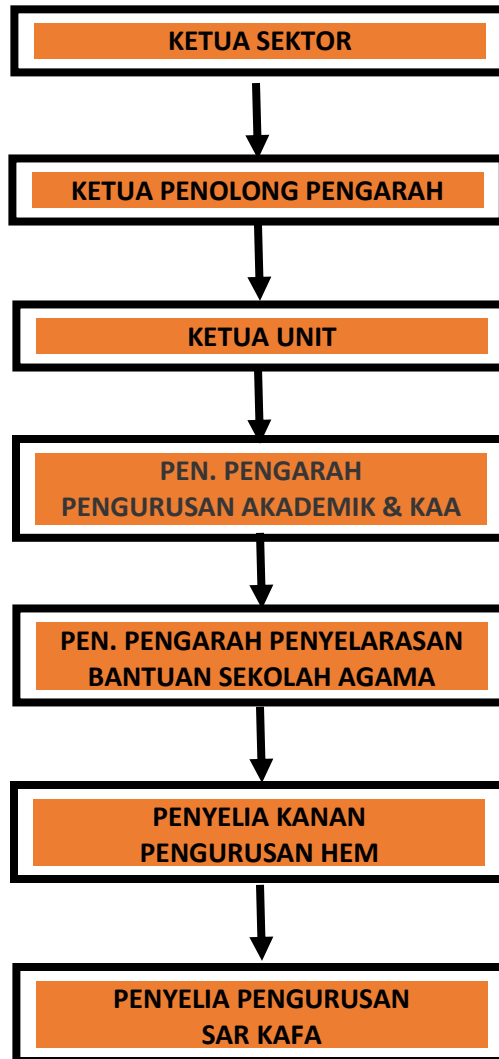 KETUA SEKTOR
KETUA PENOLONG PENGARAH
KETUA UNIT
PEN. PENGARAH
PENGURUSAN AKADEMIK & KAA
PEN. PENGARAH PENYELARASAN
BANTUAN SEKOLAH AGAMA
PENYELIA KANAN
PENGURUSAN HEM
PENYELIA PENGURUSAN
SAR KAFA